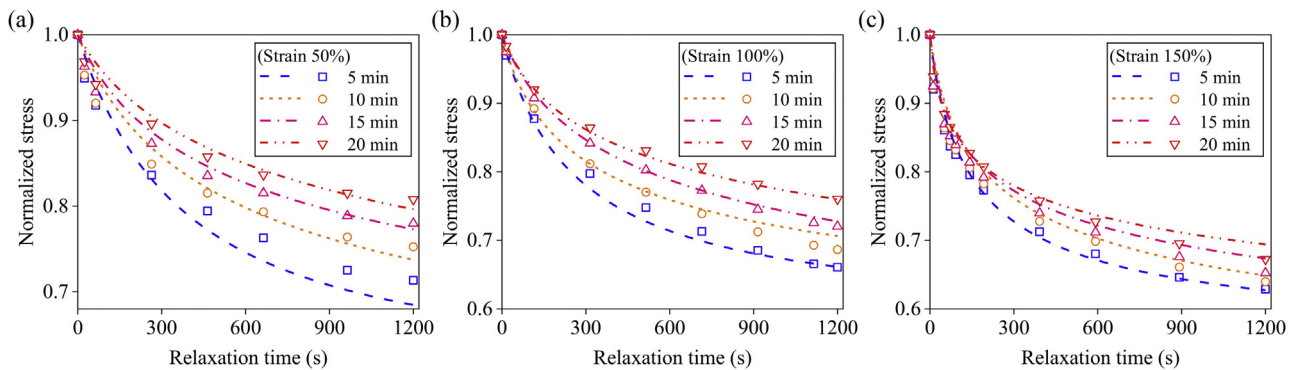 (a)
1.0
0.9
0.8
0.7
Normalized stress
0
300
600
900
1200
Relaxation time (s)
(Strain 50%)
5 min
10 min
15 min
20 min
(b)
1.0
0.9
0.8
0.7
0.6
Normalized stress
0
300
600
900
1200
Relaxation time (s)
(Strain 100%)
5 min
10 min
15 min
20 min
(c)
1.0
0.9
0.8
0.7
0.6
Normalized stress
0
300
600
900
1200
Relaxation time (s)
(Strain 150%)
5 min
10 min
15 min
20 min